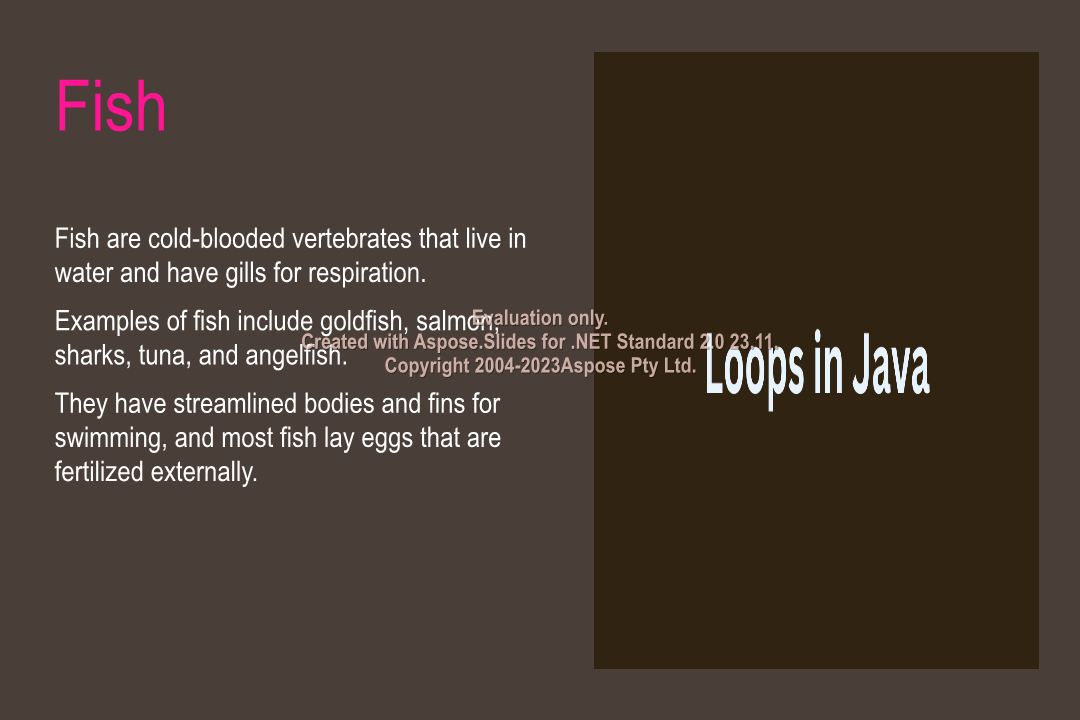 Fish
Fish are cold-blooded vertebrates that live in
water and have gills for respiration.
Examples of fish include goldfish, salmon,
sharks, tuna, and angelfish.
They have streamlined bodies and fins for
swimming, and most fish lay eggs that are
fertilized externally.
Evaluation only.
Created with Aspose.Slides for .NET Standard 2.0 23.11.
Copyright 2004-2023Aspose Pty Ltd.
Loops in Java